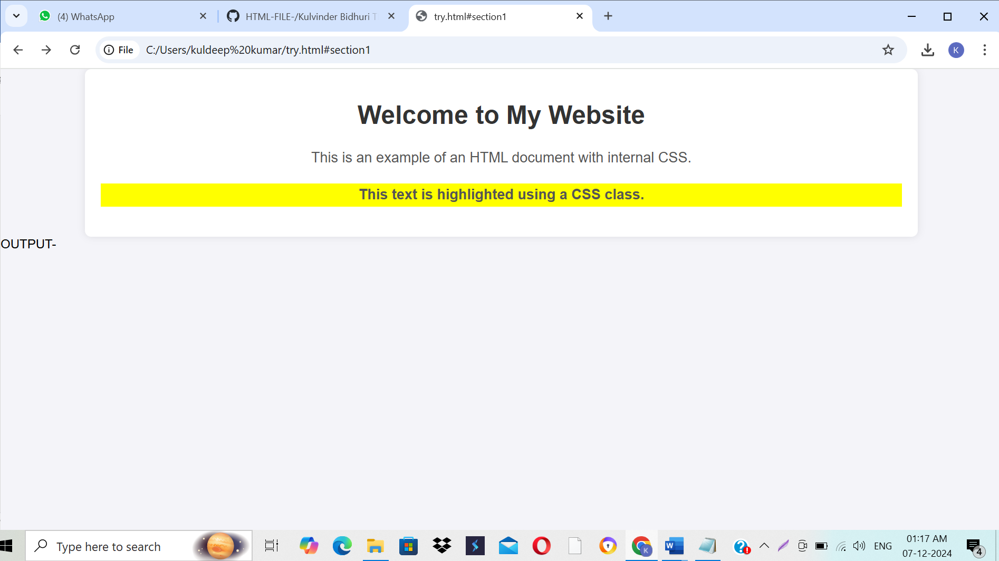 (4) WhatsApp
HTML-FILE-/Kulvinder Bidhuri T
try.html#section1
File
C:/Users/kuldeep%20kumar/try.html#section1
K
Welcome to My Website
This is an example of an HTML document with internal CSS.
This text is highlighted using a CSS class.
OUTPUT-
Type here to search
K
W
ENG
01:17 AM
07-12-2024
4